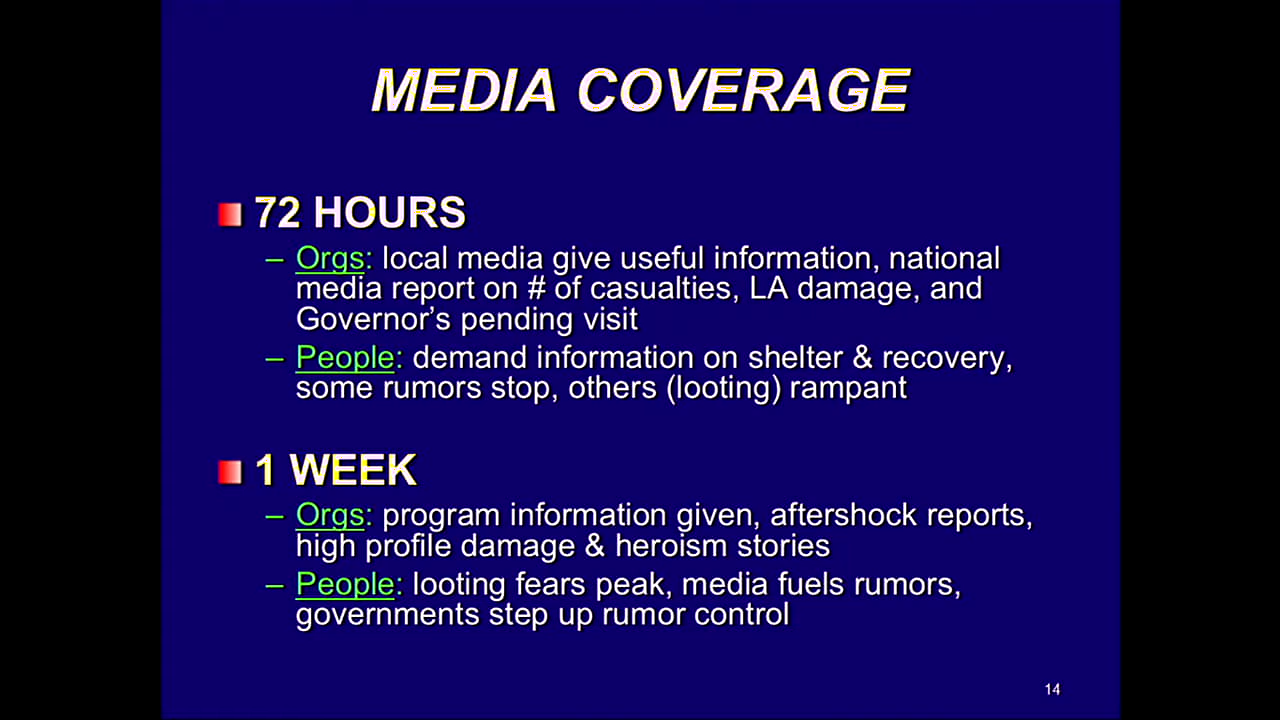 MEDIA COVERAGE
72 HOURS
– Orgs: local media give useful information, national
media report on # of casualties, LA damage, and
Governor’s pending visit
– People: demand information on shelter & recovery,
some rumors stop, others (looting) rampant
1 WEEK
– Orgs: program information given, aftershock reports,
high profile damage & heroism stories
– People: looting fears peak, media fuels rumors,
governments step up rumor control
14